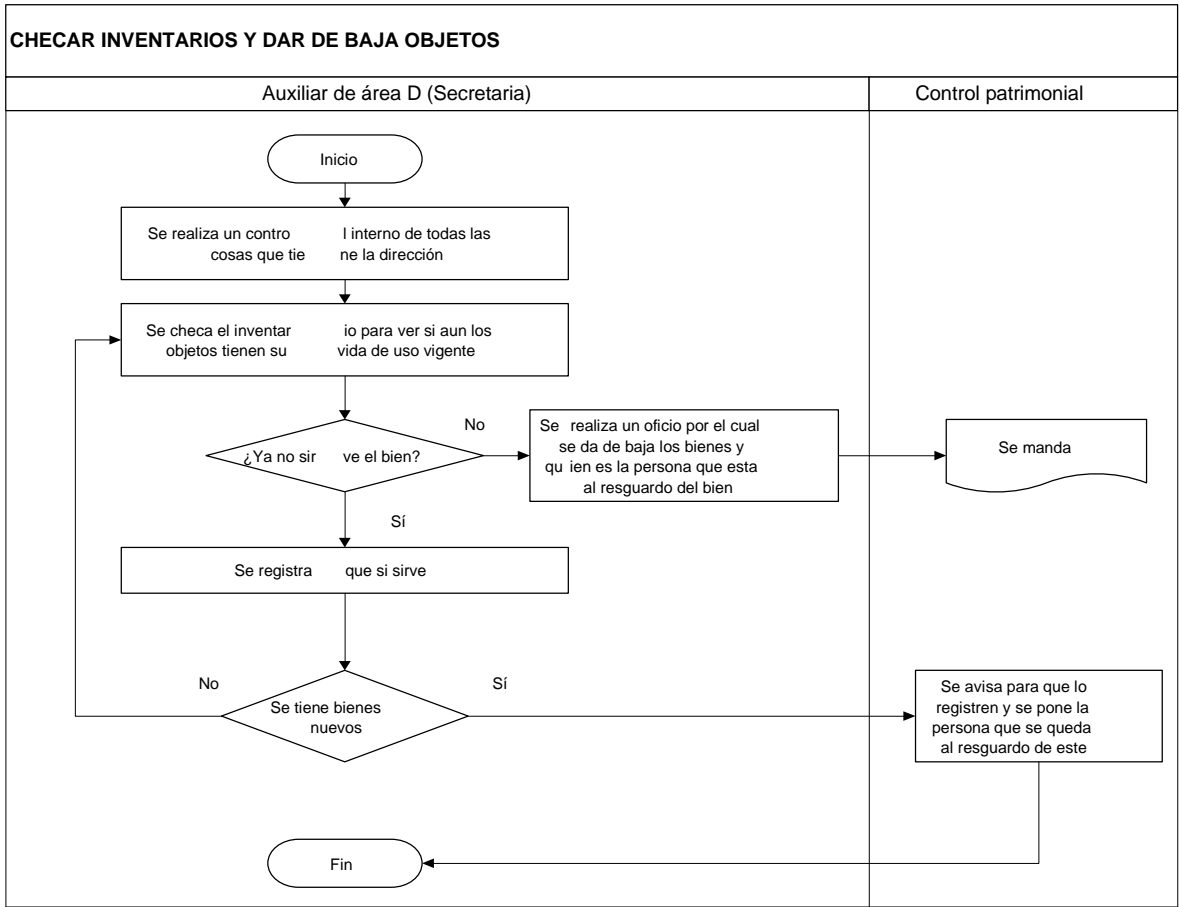 CHECAR INVENTARIOS Y DAR DE BAJA OBJETOS
Auxiliar de área D (Secretaria)
Control patrimonial
Inicio
Se realiza un contro l interno de todas las
cosas que tie ne la dirección
Se checa el inventar io para ver si aun los
objetos tienen su vida de uso vigente
¿Ya no sir ve el bien?
No
Se realiza un oficio por el cual
se da de baja los bienes y
qu ien es la persona que esta
al resguardo del bien
Se manda
Sí
Se registra que si sirve
No
Se tiene bienes
nuevos
Sí
Se avisa para que lo
registren y se pone la
persona que se queda
al resguardo de este
Fin